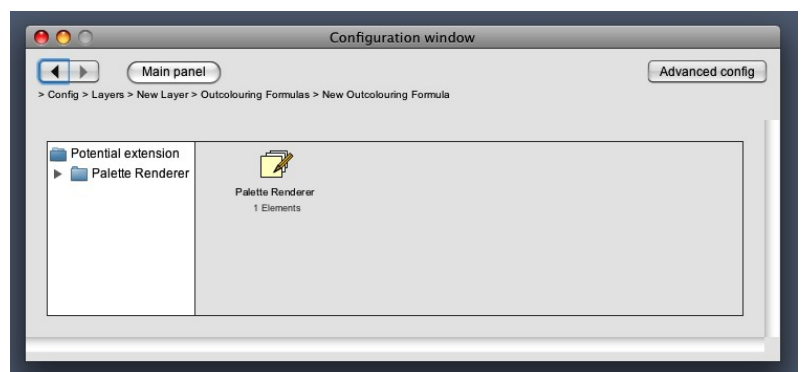 Configuration window
Main panel
Advanced config
> Config > Layers > New Layer > Outcolouring Formulas > New Outcolouring Formula
Potential extension
Palette Renderer
Palette Renderer
1 Elements